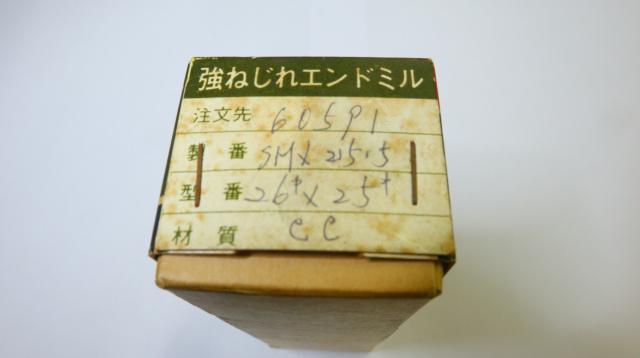 強ねじれエンドミル
注文先 60591
製番 SMX 215.5
型番 26+ x 25+
材質 CC